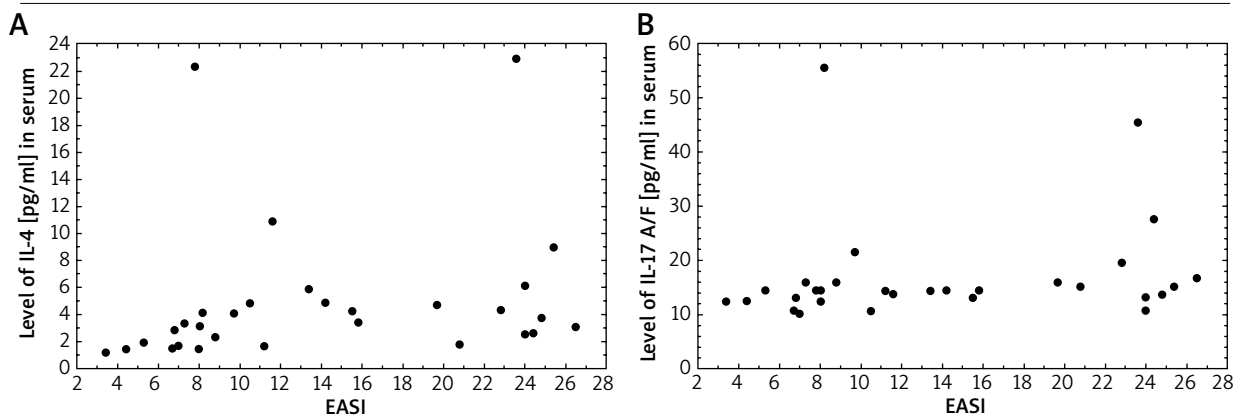 A
Level of IL-4 [pg/ml] in serum
24
22
20
18
16
14
12
10
8
6
4
2
0
2 4 6 8 10 12 14 16 18 20 22 24 26 28
EASI
B
Level of IL-17 A/F [pg/ml] in serum
60
50
40
30
20
10
0
2 4 6 8 10 12 14 16 18 20 22 24 26 28
EASI